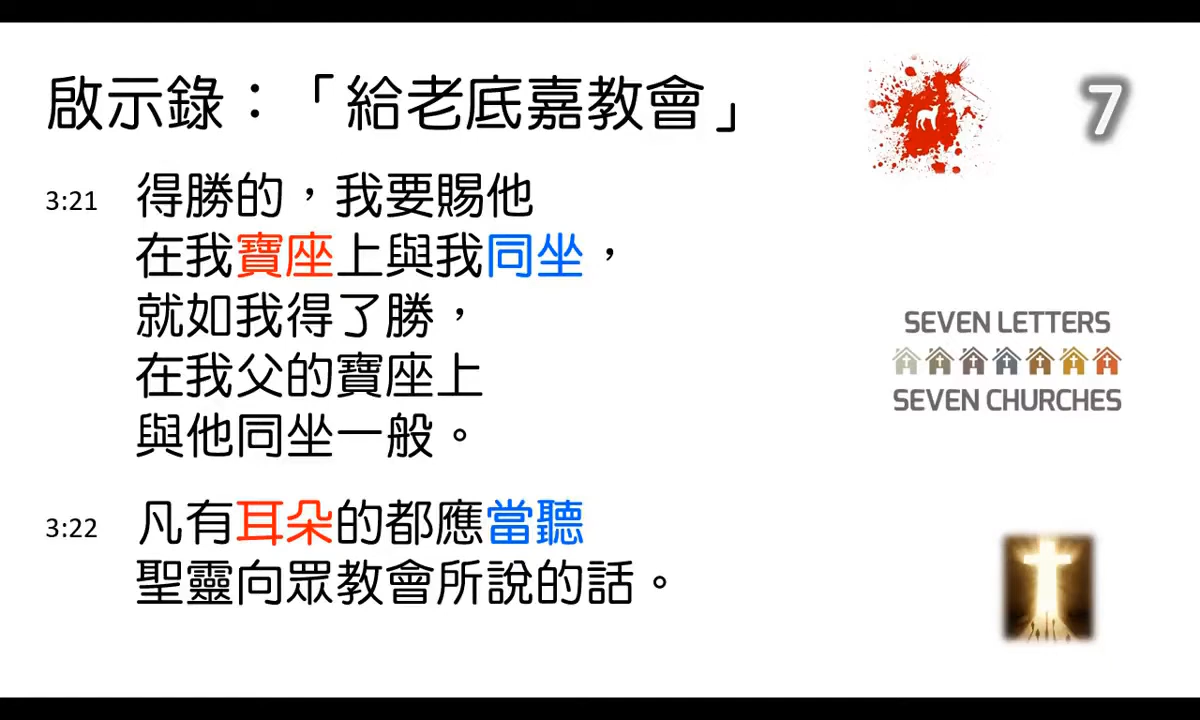 啟示錄：「給老底嘉教會」
7
3:21 得勝的，我要賜他
在我寶座上與我同坐，
就如我得了勝，
在我父的寶座上
與他同坐一般。
SEVEN LETTERS
SEVEN CHURCHES
3:22 凡有耳朵的都應當聽
聖靈向眾教會所說的話。